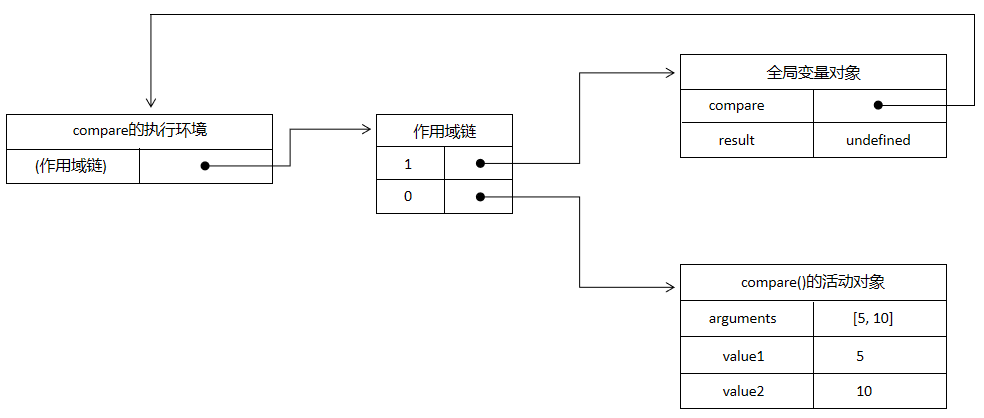 compare的执行环境
(作用域链)
作用域链
1
0
全局变量对象
compare
result undefined
compare()的活动对象
arguments [5, 10]
value1 5
value2 10